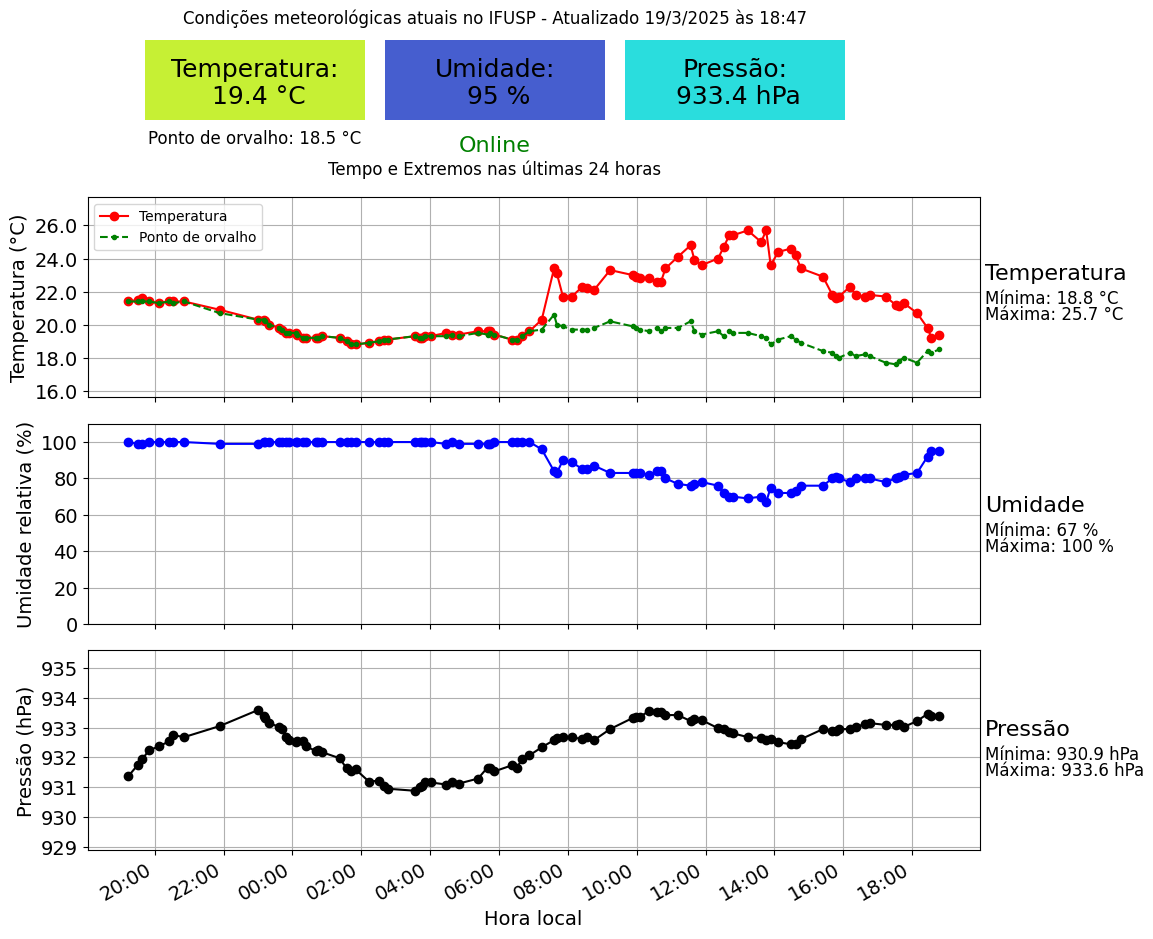 Condições meteorológicas atuais no IFUSP - Atualizado 19/3/2025 às 18:47
Temperatura:
19.4 °C
Umidade:
95 %
Pressão:
933.4 hPa
Ponto de orvalho: 18.5 °C
Online
Tempo e Extremos nas últimas 24 horas
Temperatura (°C)
26.0
24.0
22.0
20.0
18.0
16.0
Temperatura
Ponto de orvalho
Temperatura
Mínima: 18.8 °C
Máxima: 25.7 °C
Umidade relativa (%)
100
80
60
40
20
0
Umidade
Mínima: 67 %
Máxima: 100 %
Pressão (hPa)
935
934
933
932
931
930
929
Pressão
Mínima: 930.9 hPa
Máxima: 933.6 hPa
20:00 22:00 00:00 02:00 04:00 06:00 08:00 10:00 12:00 14:00 16:00 18:00
Hora local